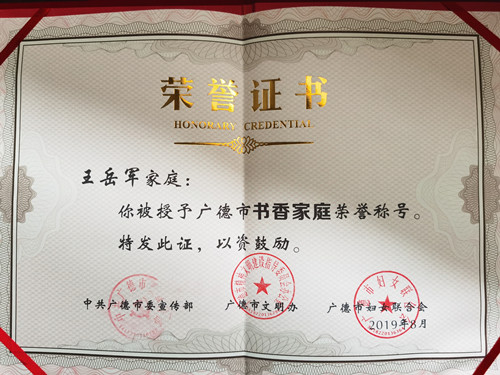 荣誉证书
HONORARY CREDENTIAL
王岳军家庭：
你被授予广德市书香家庭荣誉称号。
特发此证，以资鼓励。
中共广德市委宣传部 广德市文明办 广德市妇女联合会
2019年8月